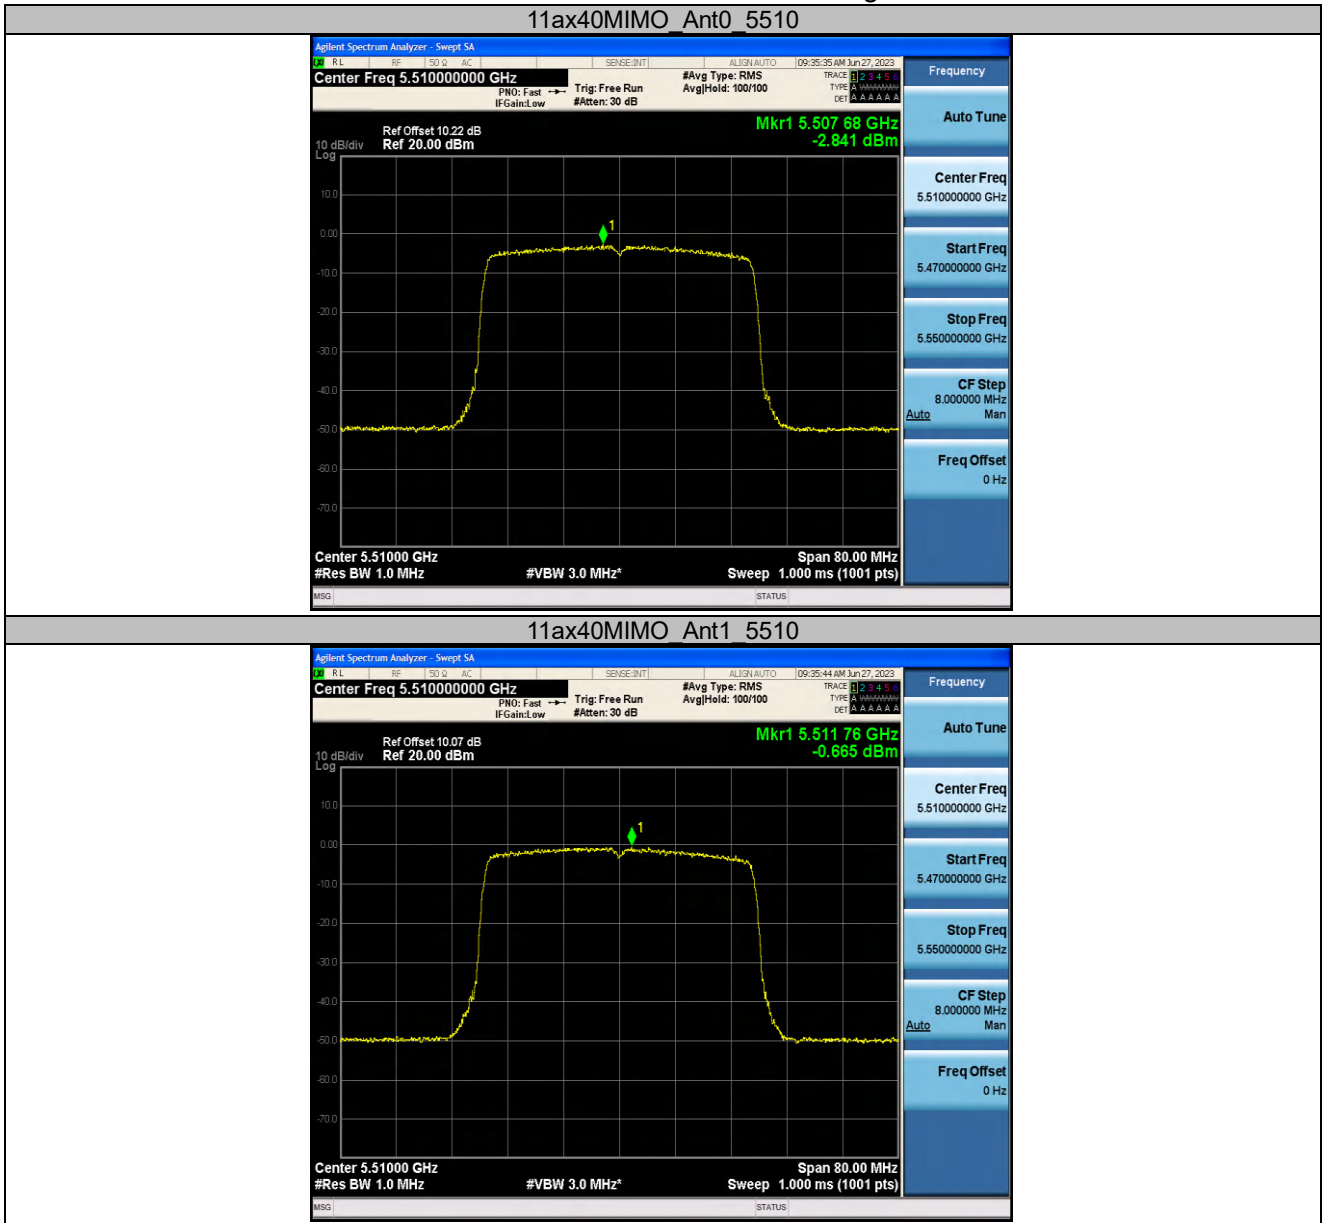 11ax40MIMO_Ant0_5510
Agilent Spectrum Analyzer - Swept SA
RL RF 50 Ω AC SENSE:INT ALIGN AUTO 09:35:35 AM Jun 27, 2023
Center Freq 5.510000000 GHz
PNO: Fast
IFGain:Low
Trig: Free Run
#Atten: 30 dB
#Avg Type: RMS
Avg|Hold: 100/100
TRACE 1 2 3 4 5 6
TYPE A
DET A A A A A A
Frequency
Mkr1 5.507 68 GHz
-2.841 dBm
Ref Offset 10.22 dB
10 dB/div Ref 20.00 dBm
Log
10.0
0.00
-10.0
-20.0
-30.0
-40.0
-50.0
-60.0
-70.0
1
Center 5.51000 GHz Span 80.00 MHz
#Res BW 1.0 MHz #VBW 3.0 MHz* Sweep 1.000 ms (1001 pts)
MSG STATUS
Auto Tune
Center Freq
5.510000000 GHz
Start Freq
5.470000000 GHz
Stop Freq
5.550000000 GHz
CF Step
8.000000 MHz
Auto Man
Freq Offset
0 Hz
11ax40MIMO_Ant1_5510
Agilent Spectrum Analyzer - Swept SA
RL RF 50 Ω AC SENSE:INT ALIGN AUTO 09:35:44 AM Jun 27, 2023
Center Freq 5.510000000 GHz
PNO: Fast
IFGain:Low
Trig: Free Run
#Atten: 30 dB
#Avg Type: RMS
Avg|Hold: 100/100
TRACE 1 2 3 4 5 6
TYPE A
DET A A A A A A
Frequency
Mkr1 5.511 76 GHz
-0.665 dBm
Ref Offset 10.07 dB
10 dB/div Ref 20.00 dBm
Log
10.0
0.00
-10.0
-20.0
-30.0
-40.0
-50.0
-60.0
-70.0
1
Center 5.51000 GHz Span 80.00 MHz
#Res BW 1.0 MHz #VBW 3.0 MHz* Sweep 1.000 ms (1001 pts)
MSG STATUS
Auto Tune
Center Freq
5.510000000 GHz
Start Freq
5.470000000 GHz
Stop Freq
5.550000000 GHz
CF Step
8.000000 MHz
Auto Man
Freq Offset
0 Hz